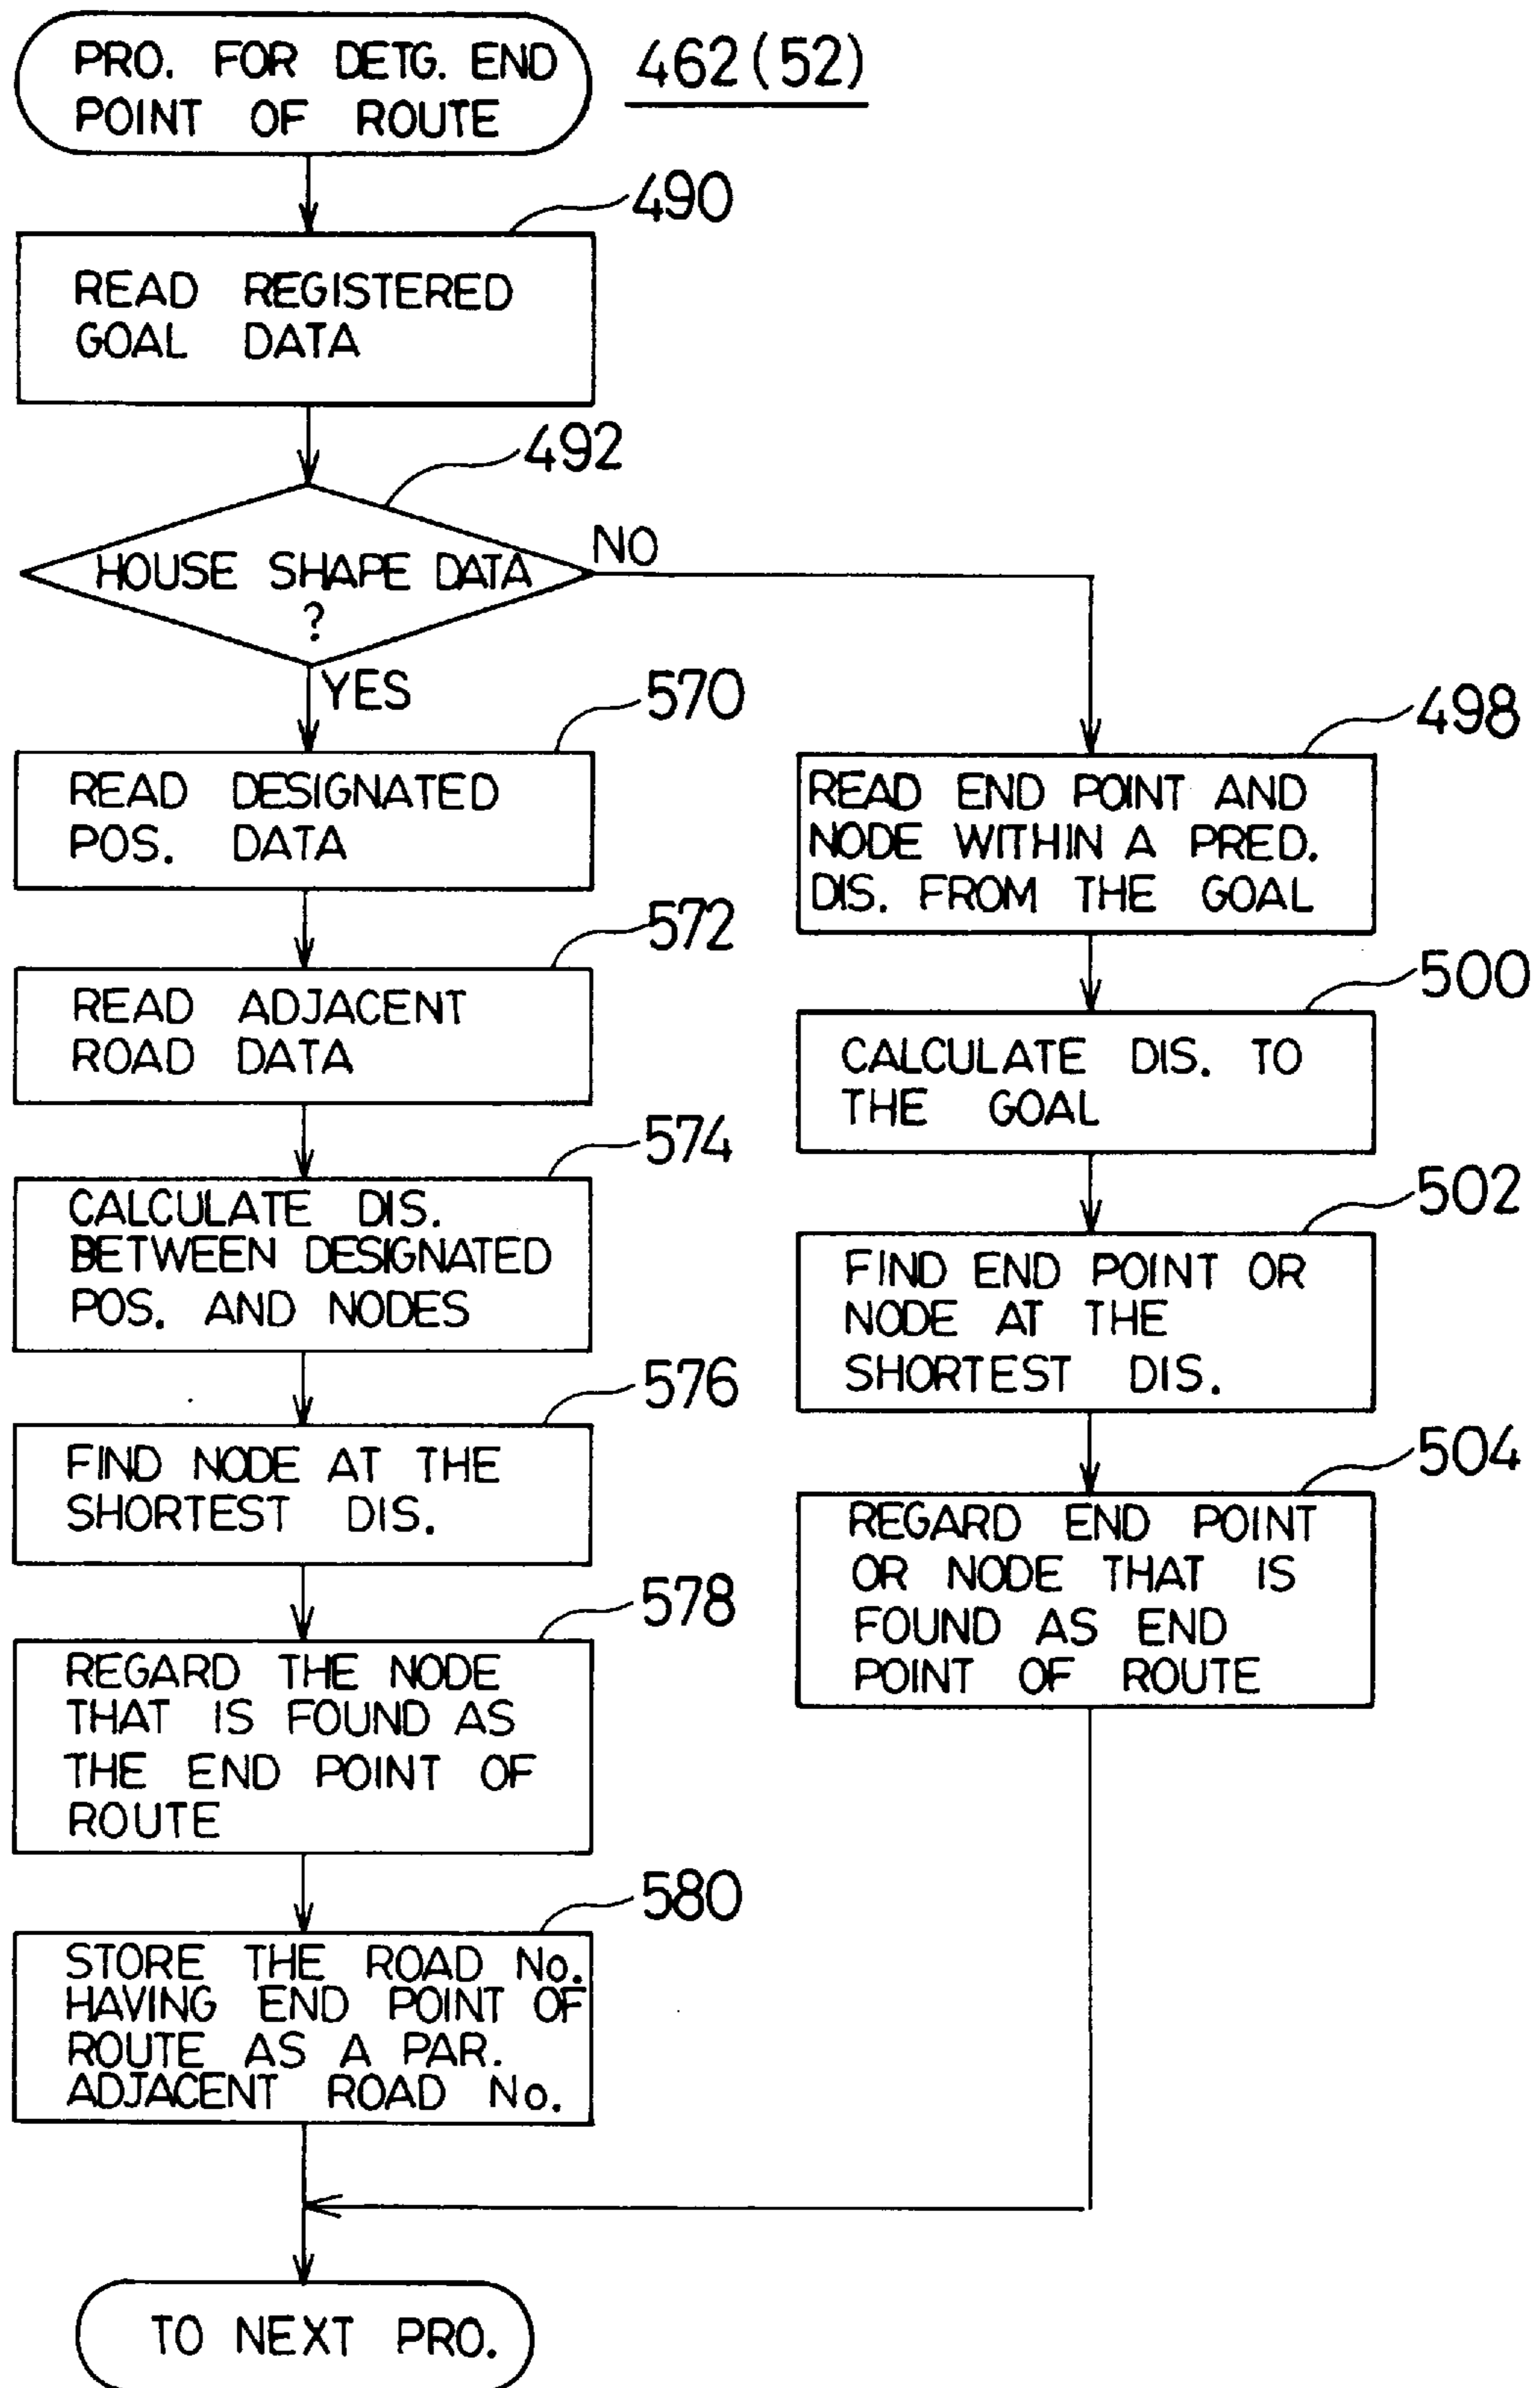 PRO. FOR DETG. END
POINT OF ROUTE
462(52)
490
READ REGISTERED
GOAL DATA
492
HOUSE SHAPE DATA
?
NO
YES
570
READ DESIGNATED
POS. DATA
572
READ ADJACENT
ROAD DATA
574
CALCULATE DIS.
BETWEEN DESIGNATED
POS. AND NODES
576
FIND NODE AT THE
SHORTEST DIS.
578
REGARD THE NODE
THAT IS FOUND AS
THE END POINT OF
ROUTE
580
STORE THE ROAD No.
HAVING END POINT OF
ROUTE AS A PAR.
ADJACENT ROAD No.
498
READ END POINT AND
NODE WITHIN A PRED.
DIS. FROM THE GOAL
500
CALCULATE DIS. TO
THE GOAL
502
FIND END POINT OR
NODE AT THE
SHORTEST DIS.
504
REGARD END POINT
OR NODE THAT IS
FOUND AS END
POINT OF ROUTE
TO NEXT PRO.